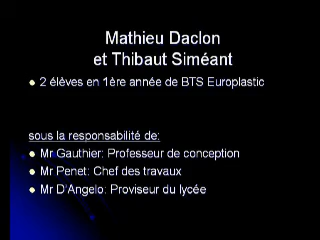 Mathieu Daclon
et Thibaut Siméant
2 élèves en 1ère année de BTS Europlastic
sous la responsabilité de:
Mr Gauthier: Professeur de conception
Mr Penet: Chef des travaux
Mr D'Angelo: Proviseur du lycée